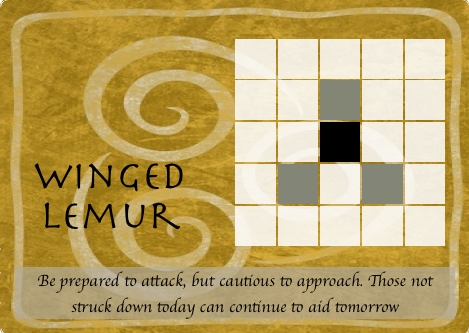 WINGED
LEMUR
Be prepared to attack, but cautious to approach. Those not
struck down today can continue to aid tomorrow